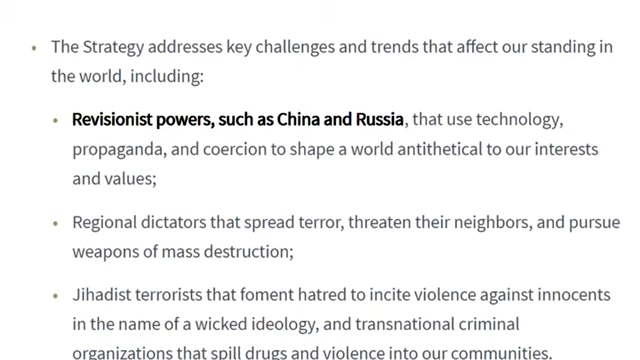 The Strategy addresses key challenges and trends that affect our standing in
the world, including:
Revisionist powers, such as China and Russia, that use technology,
propaganda, and coercion to shape a world antithetical to our interests
and values;
Regional dictators that spread terror, threaten their neighbors, and pursue
weapons of mass destruction;
Jihadist terrorists that foment hatred to incite violence against innocents
in the name of a wicked ideology, and transnational criminal
organizations that spill drugs and violence into our communities.